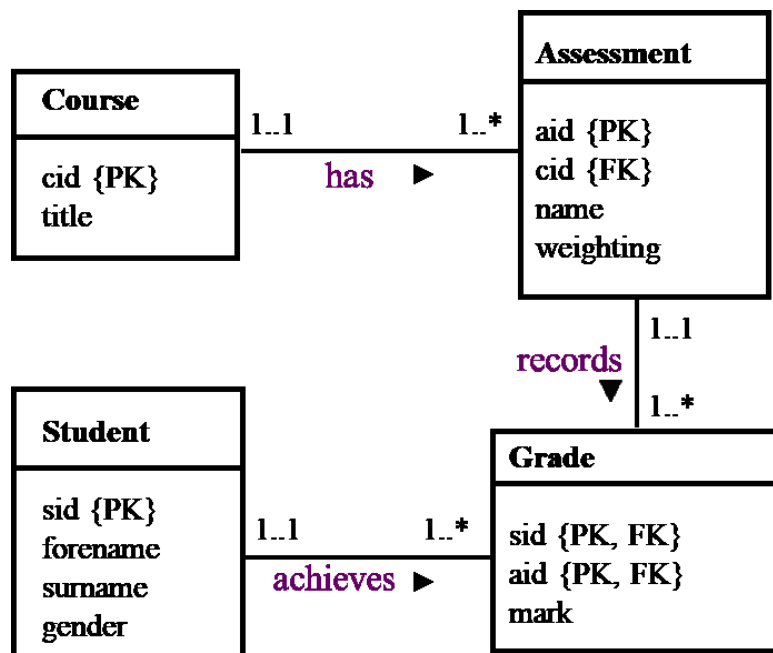 Course
cid {PK}
title
1..1
1..*
has ►
Assessment
aid {PK}
cid {FK}
name
weighting
1..1
records
▼
1..*
Student
sid {PK}
forename
surname
gender
1..1
1..*
achieves ►
Grade
sid {PK, FK}
aid {PK, FK}
mark